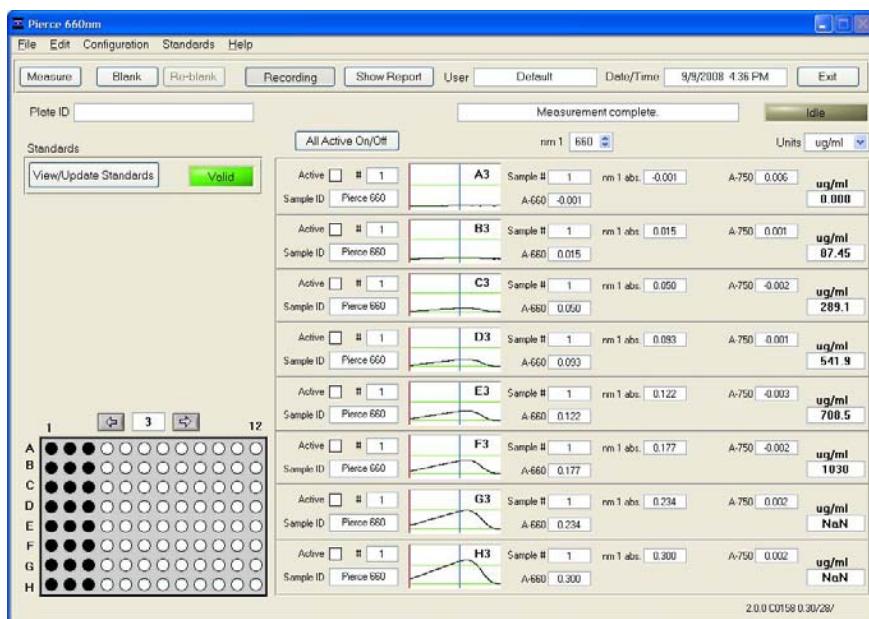 Pierce 660nm
File Edit Configuration Standards Help
Measure Blank Re-blank Recording Show Report User Default Date/Time 9/9/2008 4:36 PM Exit
Plate ID Measurement complete. Idle
All Active On/Off nm 1 660 Units ug/ml
Standards
View/Update Standards Valid
Active # 1 A3 Sample # 1 nm 1 abs. -0.001 A-750 0.006 ug/ml
Sample ID Pierce 660 A-660 -0.001 0.000
Active # 1 B3 Sample # 1 nm 1 abs. 0.015 A-750 0.001 ug/ml
Sample ID Pierce 660 A-660 0.015 87.45
Active # 1 C3 Sample # 1 nm 1 abs. 0.050 A-750 -0.002 ug/ml
Sample ID Pierce 660 A-660 0.050 289.1
Active # 1 D3 Sample # 1 nm 1 abs. 0.093 A-750 -0.001 ug/ml
Sample ID Pierce 660 A-660 0.093 541.9
Active # 1 E3 Sample # 1 nm 1 abs. 0.122 A-750 -0.003 ug/ml
Sample ID Pierce 660 A-660 0.122 708.5
Active # 1 F3 Sample # 1 nm 1 abs. 0.177 A-750 -0.002 ug/ml
Sample ID Pierce 660 A-660 0.177 1030
Active # 1 G3 Sample # 1 nm 1 abs. 0.234 A-750 0.002 ug/ml
Sample ID Pierce 660 A-660 0.234 NaN
Active # 1 H3 Sample # 1 nm 1 abs. 0.300 A-750 0.002 ug/ml
Sample ID Pierce 660 A-660 0.300 NaN
1 3 12
A
B
C
D
E
F
G
H
2.0.0 C0158 0.30/28/